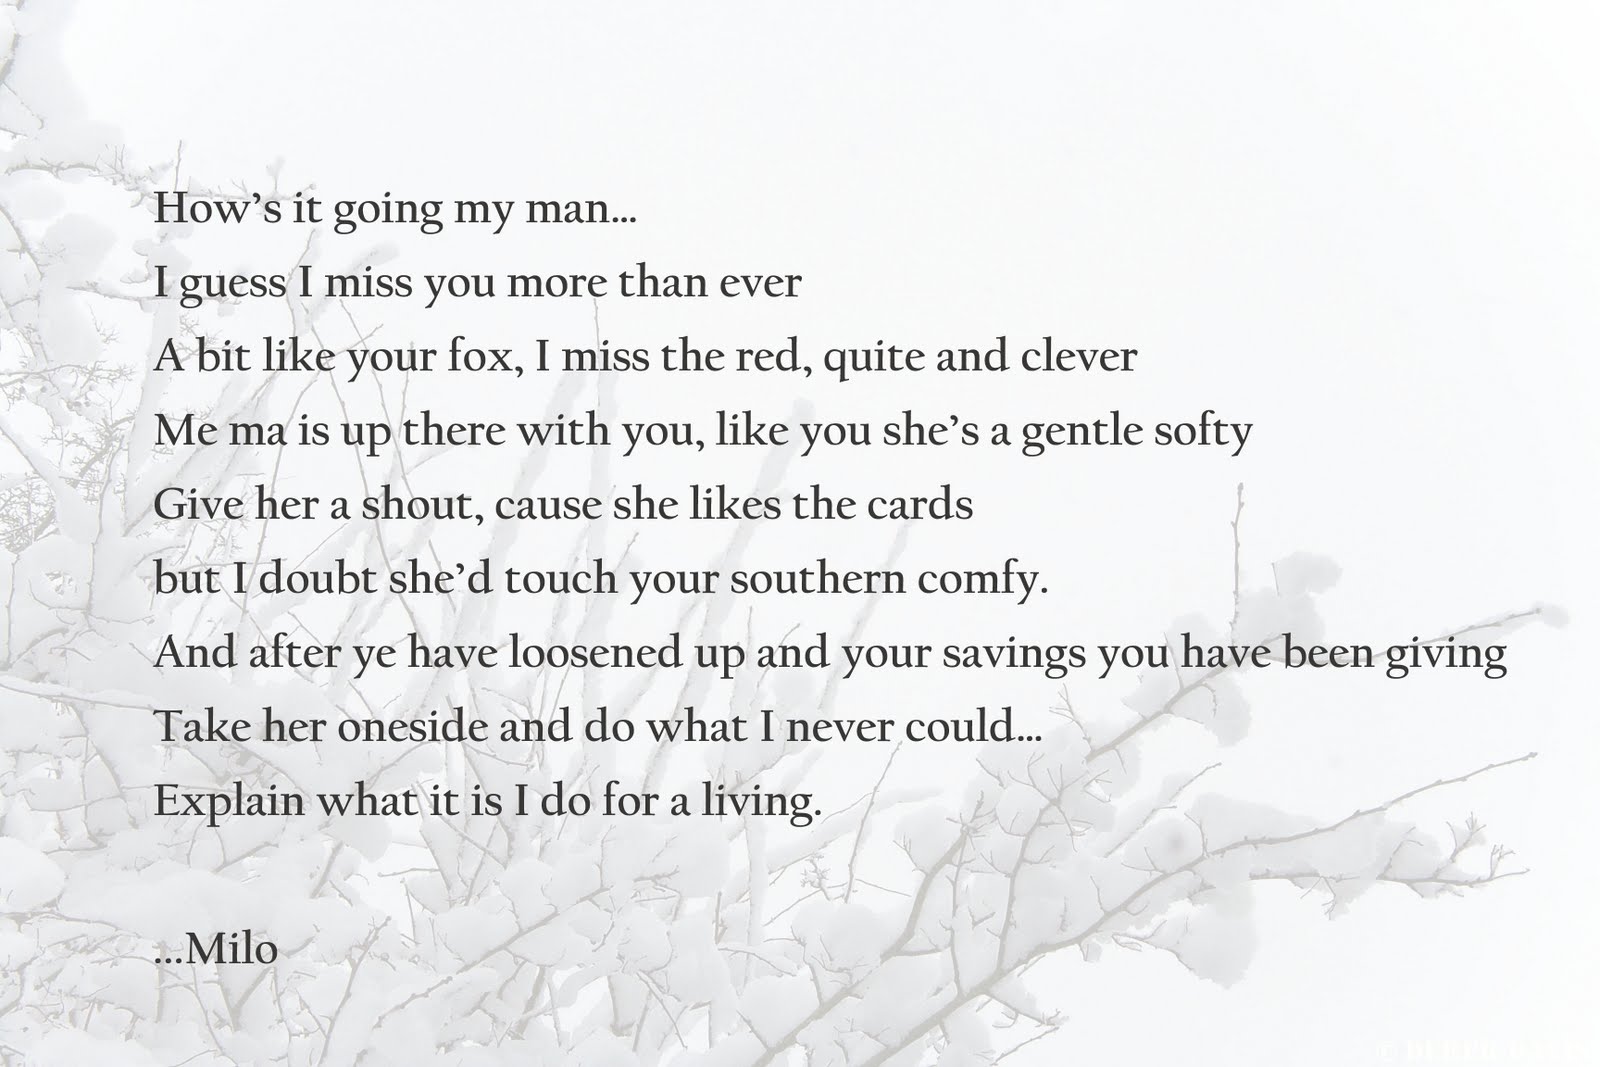 How's it going my man...
I guess I miss you more than ever
A bit like your fox, I miss the red, quite and clever
Me ma is up there with you, like you she's a gentle softy
Give her a shout, cause she likes the cards
but I doubt she'd touch your southern comfy.
And after ye have loosened up and your savings you have been giving
Take her oneside and do what I never could...
Explain what it is I do for a living.
...Milo